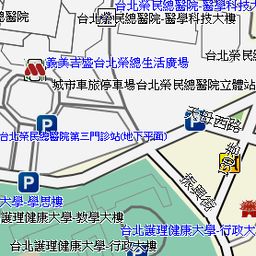 台北榮民總醫院-醫學科技大樓
台北榮民總醫院-醫學科技大樓
總醫院
義美吉盛台北榮總生活廣場
城市車旅停車場台北榮民總醫院立體站
天母西路
台北榮民總醫院第三門診站(地下平面)
振興街
大學-學思樓
台北護理健康大學-教學大樓
台北護理健康大學-行政大樓
台北護理健康大學-行政大樓